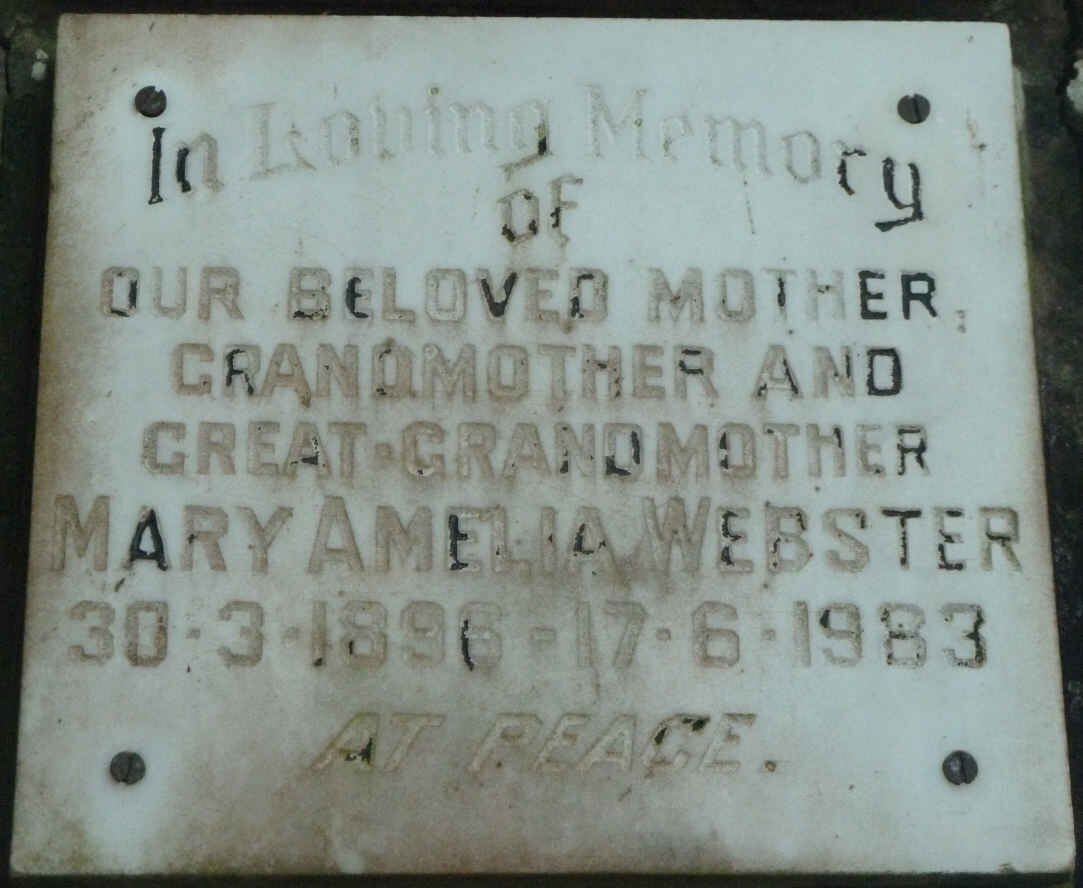 In Loving Memory
of
OUR BELOVED MOTHER,
GRANDMOTHER AND
GREAT-GRANDMOTHER
MARY AMELIA WEBSTER
30·3·1896 - 17·6·1983
AT PEACE.